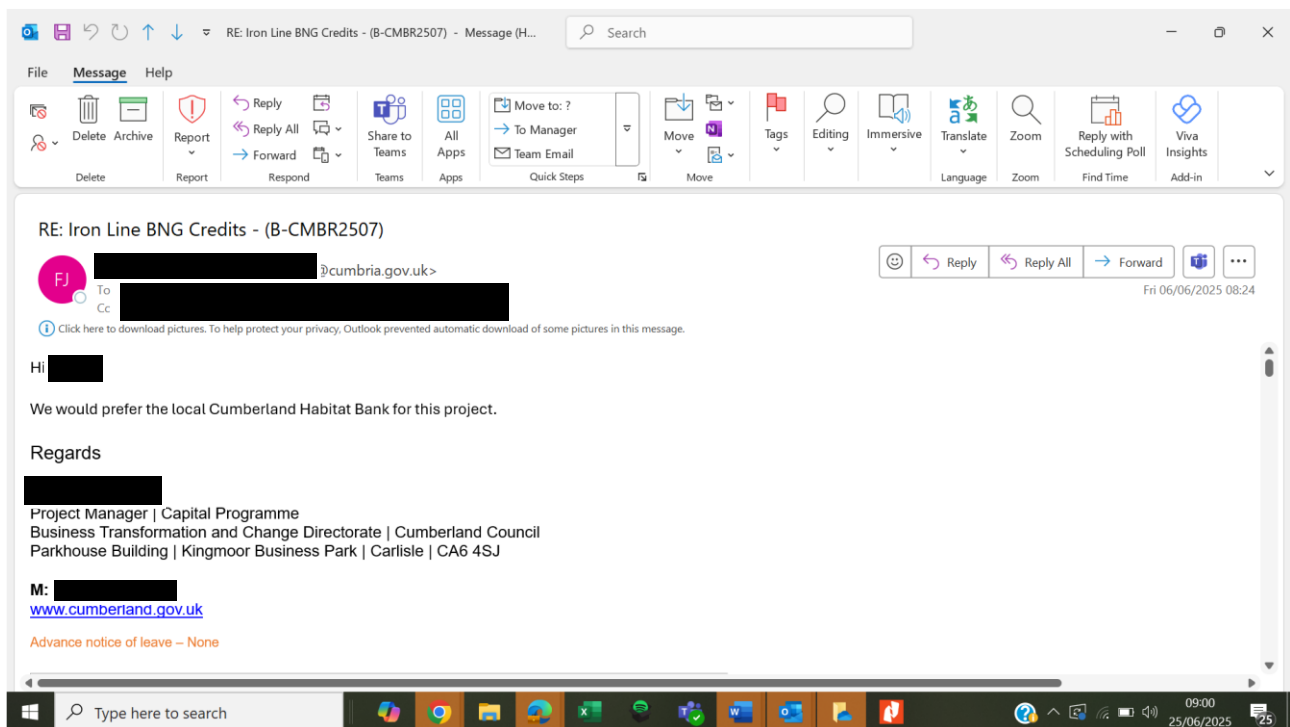 RE: Iron Line BNG Credits - (B-CMBR2507) - Message (H...
Search
File Message Help
Delete Archive
Report
Reply
Reply All
Forward
Share to Teams
All Apps
Move to: ?
To Manager
Team Email
Move
Tags
Editing
Immersive
Translate
Zoom
Reply with Scheduling Poll
Viva Insights
Delete Report Respond Teams Apps Quick Steps Move Language Zoom Find Time Add-in
RE: Iron Line BNG Credits - (B-CMBR2507)
FJ
@cumbria.gov.uk>
To
Cc
Reply Reply All Forward
Fri 06/06/2025 08:24
Click here to download pictures. To help protect your privacy, Outlook prevented automatic download of some pictures in this message.
Hi
We would prefer the local Cumberland Habitat Bank for this project.
Regards
Project Manager | Capital Programme
Business Transformation and Change Directorate | Cumberland Council
Parkhouse Building | Kingmoor Business Park | Carlisle | CA6 4SJ
M:
www.cumberland.gov.uk
Advance notice of leave – None
Type here to search
09:00
25/06/2025
25